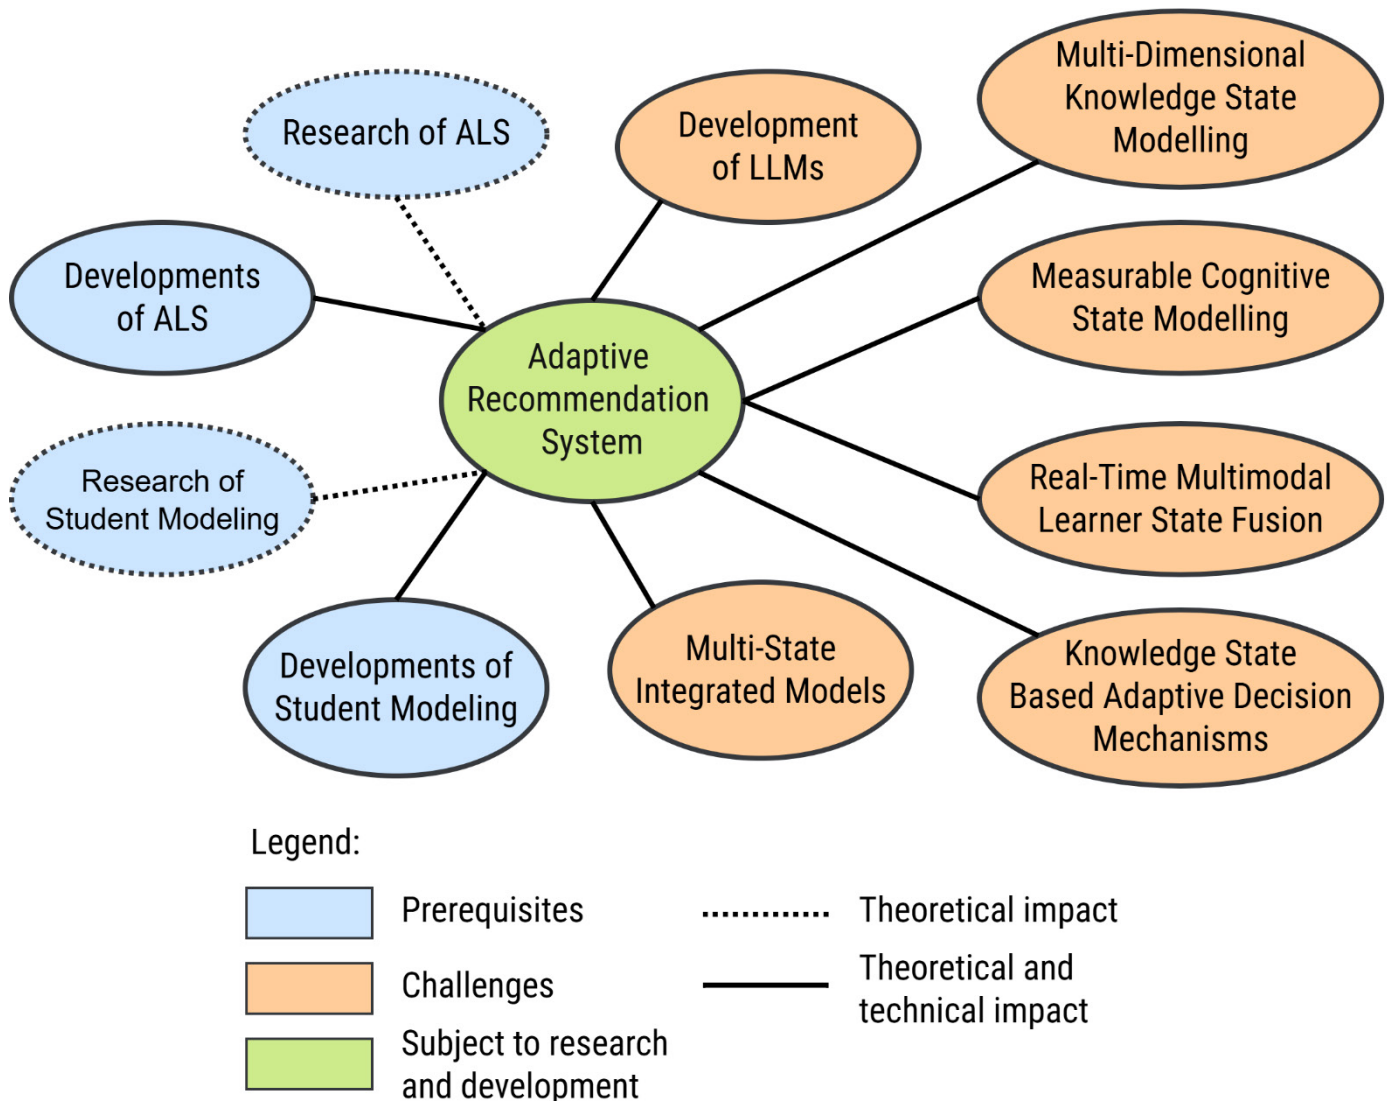 Multi-Dimensional
Knowledge State
Modelling
Research of ALS
Development
of LLMs
Developments
of ALS
Measurable Cognitive
State Modelling
Adaptive
Recommendation
System
Research of
Student Modeling
Real-Time Multimodal
Learner State Fusion
Developments of
Student Modeling
Multi-State
Integrated Models
Knowledge State
Based Adaptive Decision
Mechanisms
Legend:
Prerequisites
Theoretical impact
Challenges
Theoretical and
technical impact
Subject to research
and development